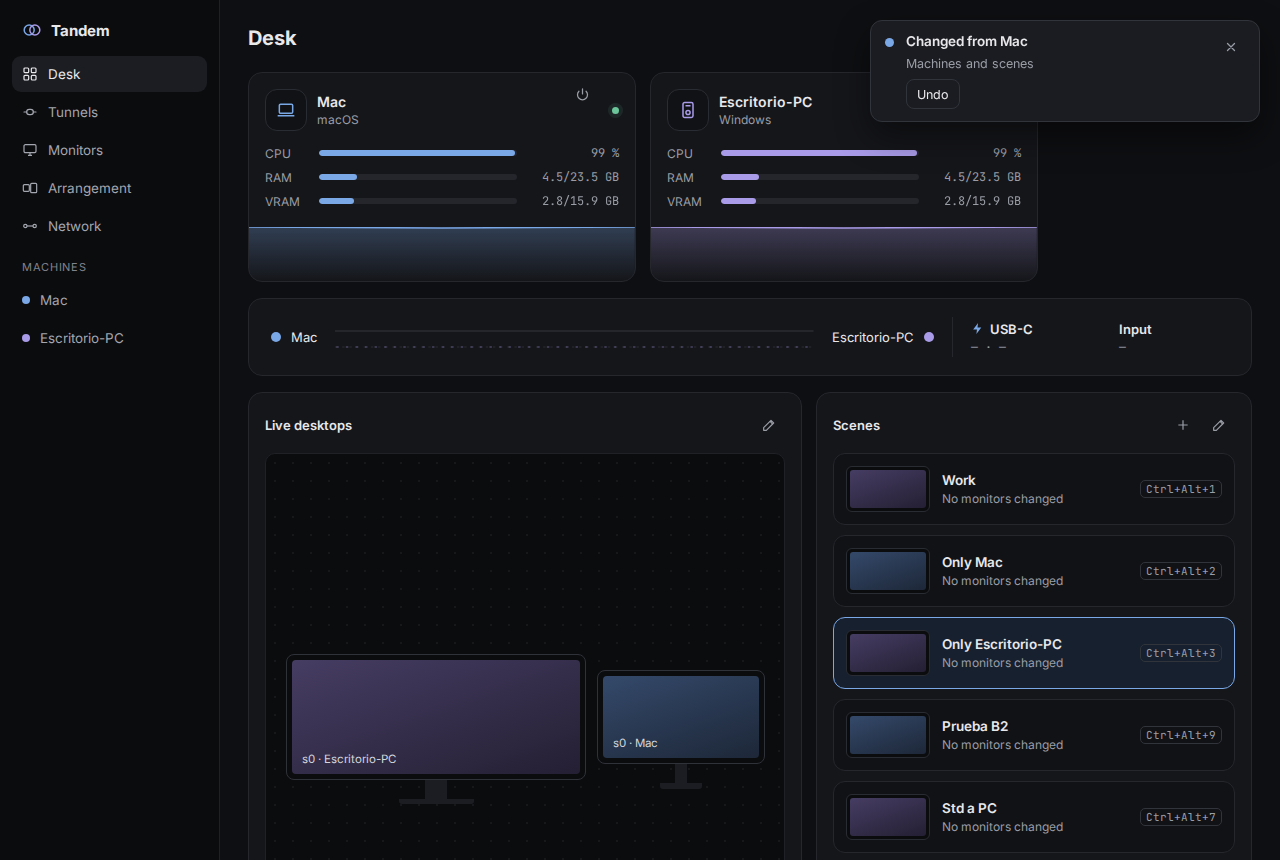 Tandem
Desk
Tunnels
Monitors
Arrangement
Network
MACHINES
Mac
Escritorio-PC
Desk
Changed from Mac
Machines and scenes
Undo
Mac
macOS
CPU
99 %
RAM
4.5/23.5 GB
VRAM
2.8/15.9 GB
Escritorio-PC
Windows
CPU
99 %
RAM
4.5/23.5 GB
VRAM
2.8/15.9 GB
Mac
Escritorio-PC
USB-C
Input
Live desktops
s0 · Escritorio-PC
s0 · Mac
Scenes
Work
No monitors changed
Ctrl+Alt+1
Only Mac
No monitors changed
Ctrl+Alt+2
Only Escritorio-PC
No monitors changed
Ctrl+Alt+3
Prueba B2
No monitors changed
Ctrl+Alt+9
Std a PC
No monitors changed
Ctrl+Alt+7